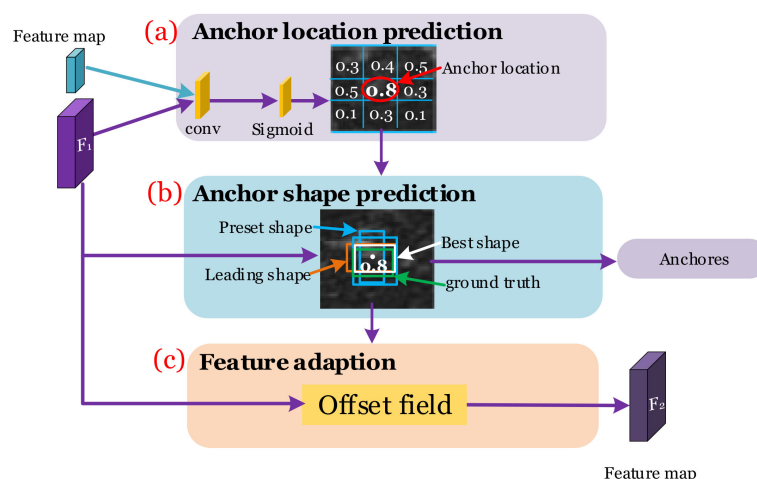 (a) Anchor location prediction
Feature map
0.3 0.4 0.5
Anchor location
0.5 0.8 0.3
0.1 0.3 0.1
F1
conv
Sigmoid
(b) Anchor shape prediction
Preset shape
Best shape
0.8
Leading shape
ground truth
Anchores
(c) Feature adaption
Offset field
F2
Feature map